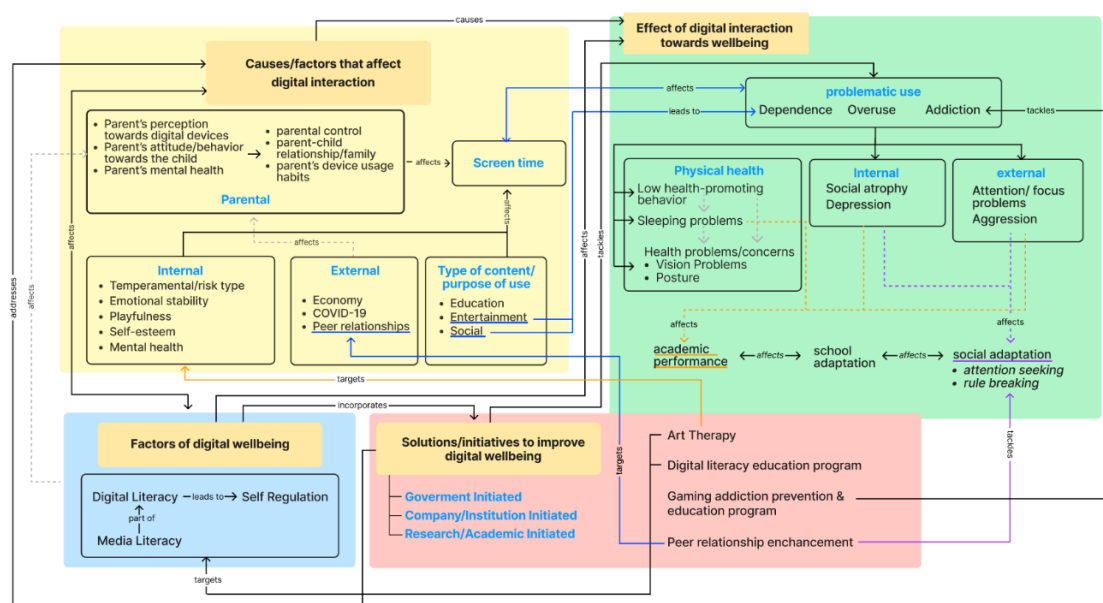 causes
Effect of digital interaction
towards wellbeing
Causes/factors that affect
digital interaction
affects
problematic use
leads to
Dependence Overuse Addiction
tackles
• Parent's perception
towards digital devices
• Parent's attitude/behavior
towards the child
• Parent's mental health
• parental control
• parent-child
relationship/family
• parent's device usage
habits
Parental
affects
Screen time
Physical health
Low health-promoting
behavior
Sleeping problems
Health problems/concerns
• Vision Problems
• Posture
Internal
Social atrophy
Depression
external
Attention/ focus
problems
Aggression
affects
affects
affects
affects
tackles
addresses
affects
Internal
• Temperamental/risk type
• Emotional stability
• Playfulness
• Self-esteem
• Mental health
External
• Economy
• COVID-19
• Peer relationships
Type of content/
purpose of use
• Education
• Entertainment
• Social
affects
affects
academic
performance
affects
school
adaptation
affects
social adaptation
• attention seeking
• rule breaking
targets
incorporates
Factors of digital wellbeing
Solutions/initiatives to improve
digital wellbeing
targets
tackles
Digital Literacy
leads to
Self Regulation
part of
Media Literacy
Goverment Initiated
Company/Institution Initiated
Research/Academic Initiated
Art Therapy
Digital literacy education program
Gaming addiction prevention &
education program
Peer relationship enchancement
targets